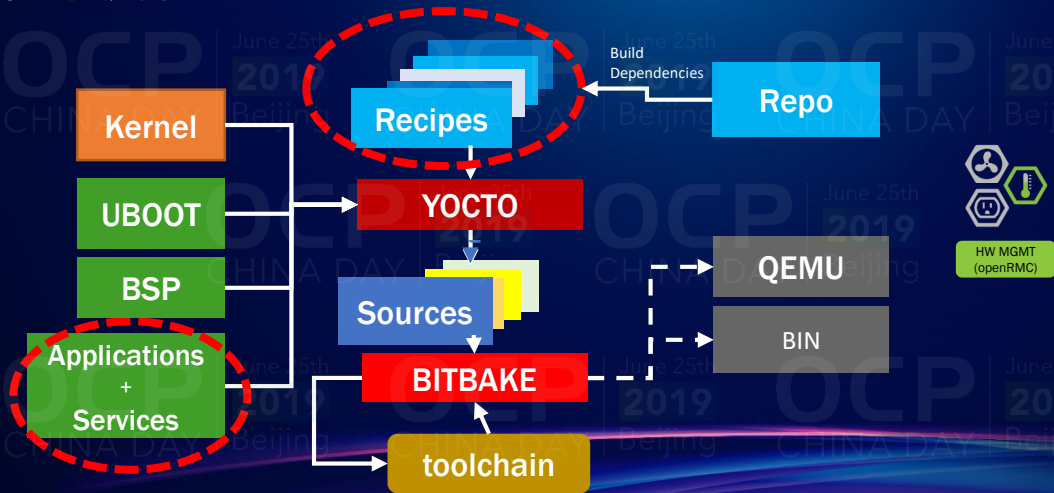 Build
Dependencies
Repo
Recipes
Kernel
YOCTO
UBOOT
HW MGMT
(openRMC)
QEMU
BSP
Sources
BIN
Applications
+
Services
BITBAKE
toolchain
OCP
CHINA DAY
June 25th
2019
Beijing